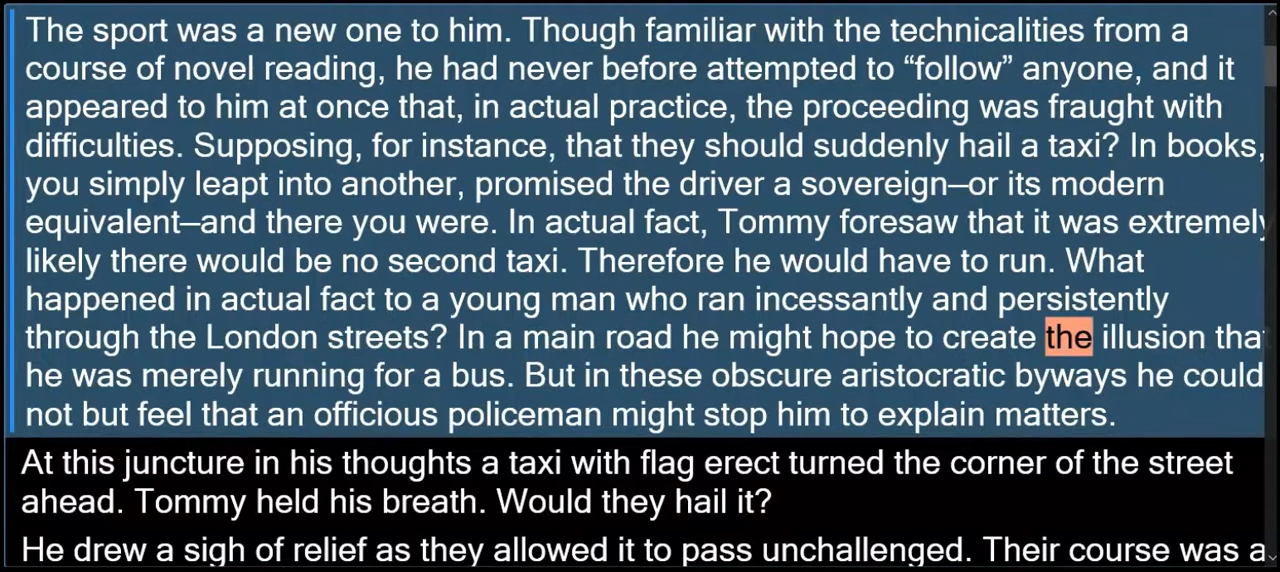 The sport was a new one to him. Though familiar with the technicalities from a
course of novel reading, he had never before attempted to “follow” anyone, and it
appeared to him at once that, in actual practice, the proceeding was fraught with
difficulties. Supposing, for instance, that they should suddenly hail a taxi? In books,
you simply leapt into another, promised the driver a sovereign—or its modern
equivalent—and there you were. In actual fact, Tommy foresaw that it was extremely
likely there would be no second taxi. Therefore he would have to run. What
happened in actual fact to a young man who ran incessantly and persistently
through the London streets? In a main road he might hope to create the illusion that
he was merely running for a bus. But in these obscure aristocratic byways he could
not but feel that an officious policeman might stop him to explain matters.
At this juncture in his thoughts a taxi with flag erect turned the corner of the street
ahead. Tommy held his breath. Would they hail it?
He drew a sigh of relief as they allowed it to pass unchallenged. Their course was a